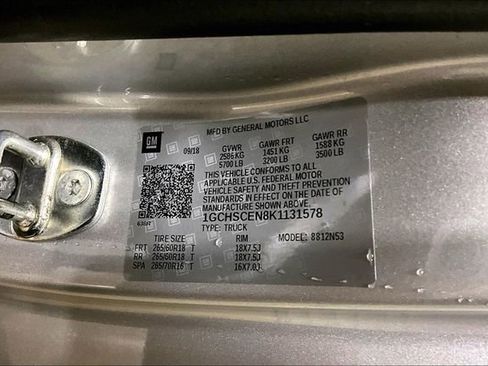 GM
MFD BY GENERAL MOTORS LLC
09/18
GVWR GAWR FRT GAWR RR
2586 KG 1451 KG 1588 KG
5700 LB 3200 LB 3500 LB
THIS VEHICLE CONFORMS TO ALL
APPLICABLE U.S. FEDERAL MOTOR
VEHICLE SAFETY AND THEFT PREVENTION
STANDARDS IN EFFECT ON THE DATE OF
MANUFACTURE SHOWN ABOVE.
1GCHSCEN8K1131578
TYPE: TRUCK
MODEL: 8812N53
TIRE SIZE RIM
FRT 265/60R18 T 18X7.5J
RR 265/60R18 T 18X7.5J
SPA 265/70R16 T 16X7.0J